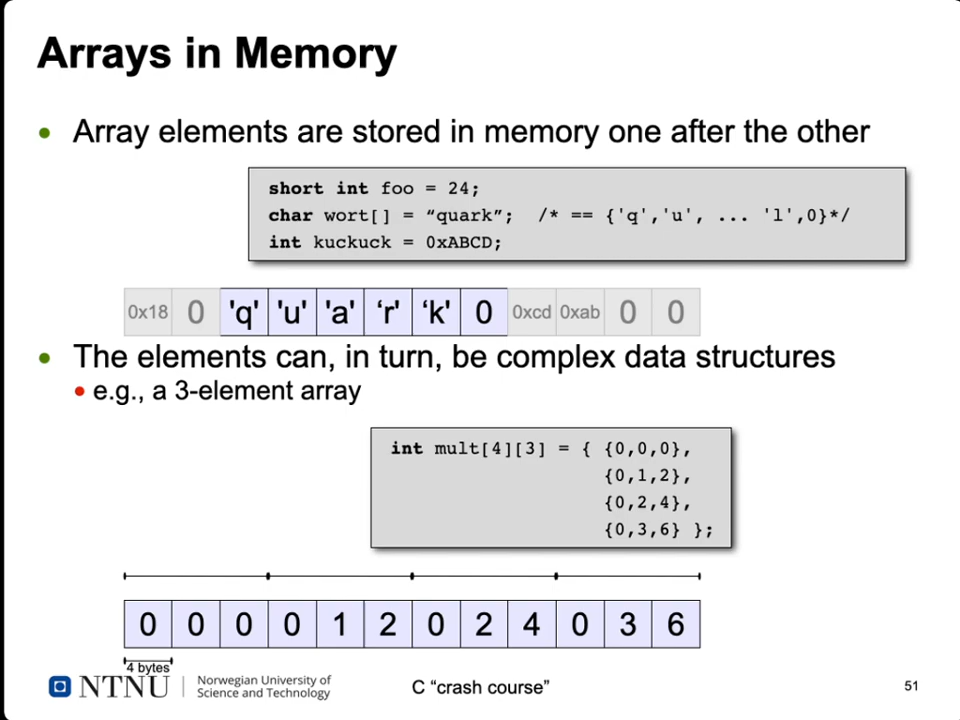 Arrays in Memory
• Array elements are stored in memory one after the other
short int foo = 24;
char wort[] = “quark”; /* == {'q','u', ... 'l',0}*/
int kuckuck = 0xABCD;
0x18 0 'q' 'u' 'a' ‘r' ‘k' 0 0xcd 0xab 0 0
• The elements can, in turn, be complex data structures
• e.g., a 3-element array
int mult[4][3] = { {0,0,0},
{0,1,2},
{0,2,4},
{0,3,6} };
0 0 0 0 1 2 0 2 4 0 3 6
4 bytes
NTNU
Norwegian University of
Science and Technology
C “crash course”
51